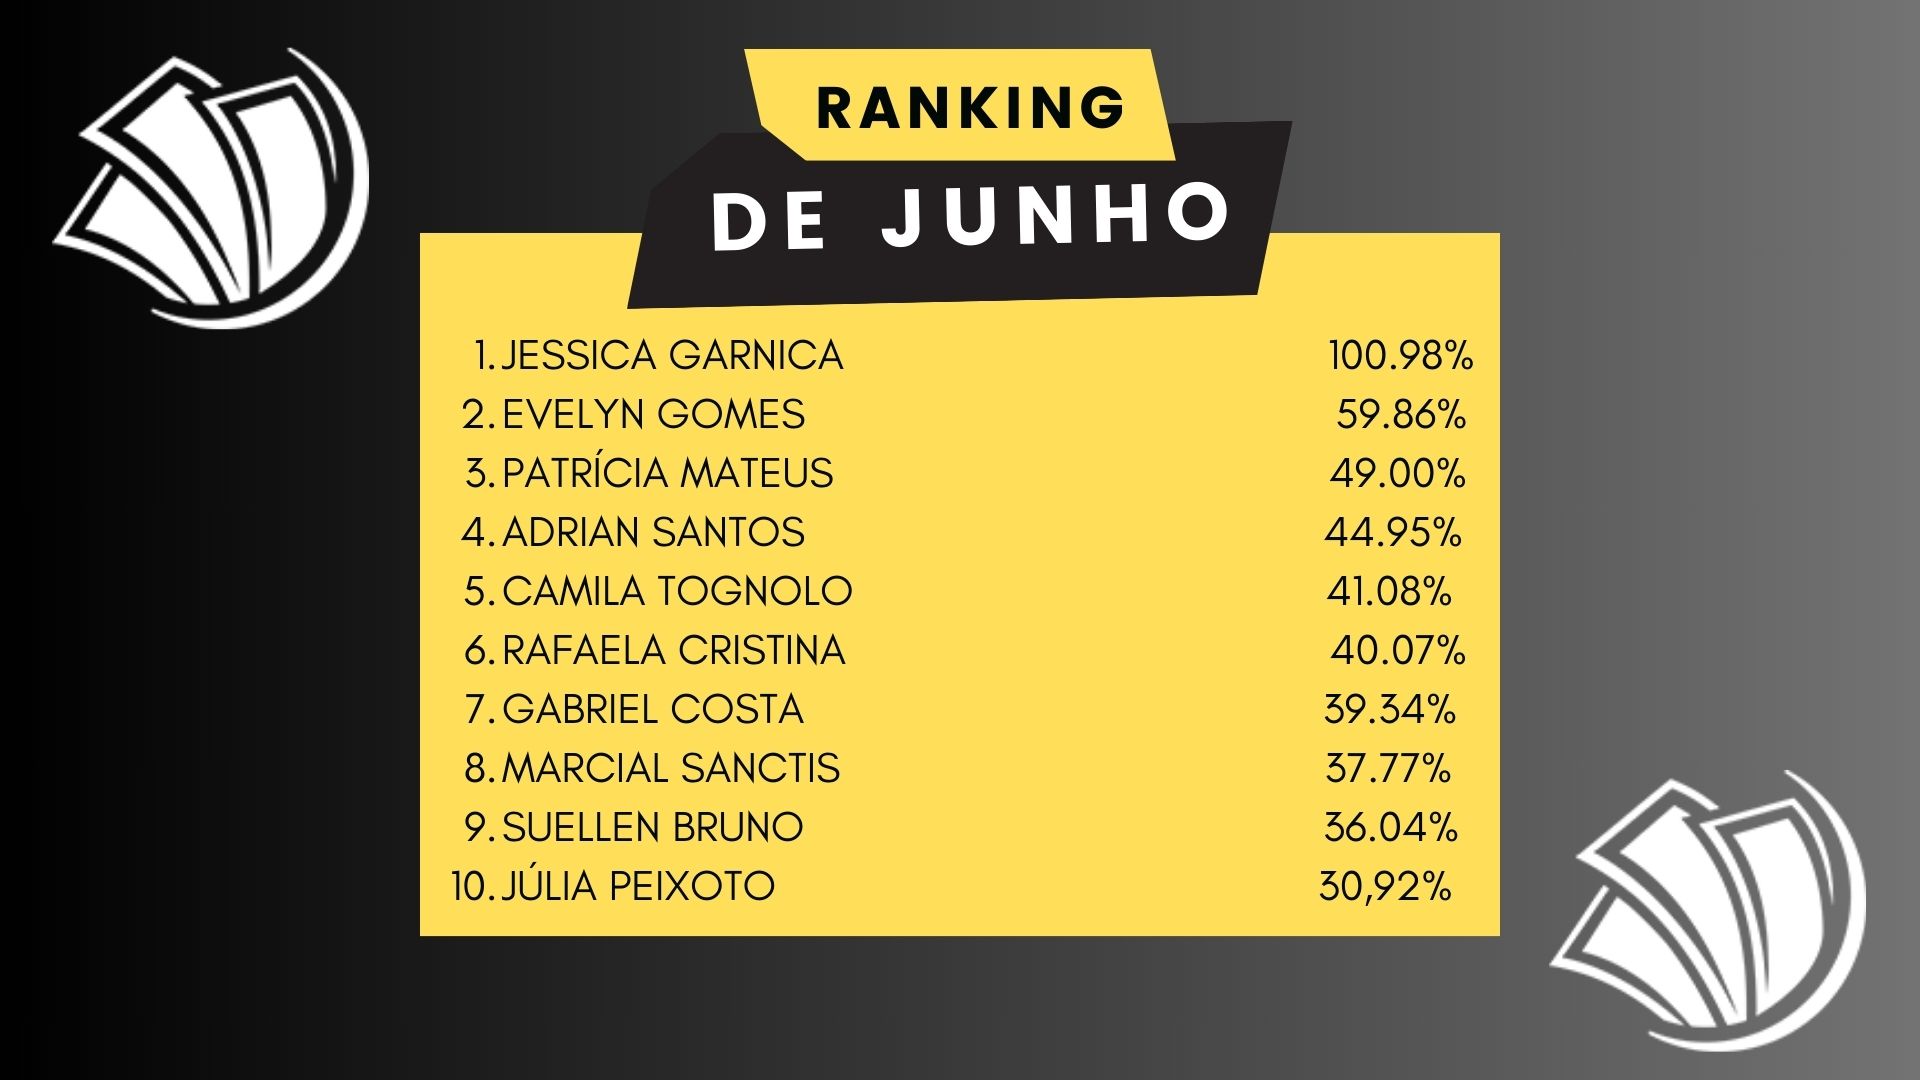 RANKING
DE JUNHO
1. JESSICA GARNICA 100.98%
2. EVELYN GOMES 59.86%
3. PATRÍCIA MATEUS 49.00%
4. ADRIAN SANTOS 44.95%
5. CAMILA TOGNOLO 41.08%
6. RAFAELA CRISTINA 40.07%
7. GABRIEL COSTA 39.34%
8. MARCIAL SANCTIS 37.77%
9. SUELLEN BRUNO 36.04%
10. JÚLIA PEIXOTO 30,92%